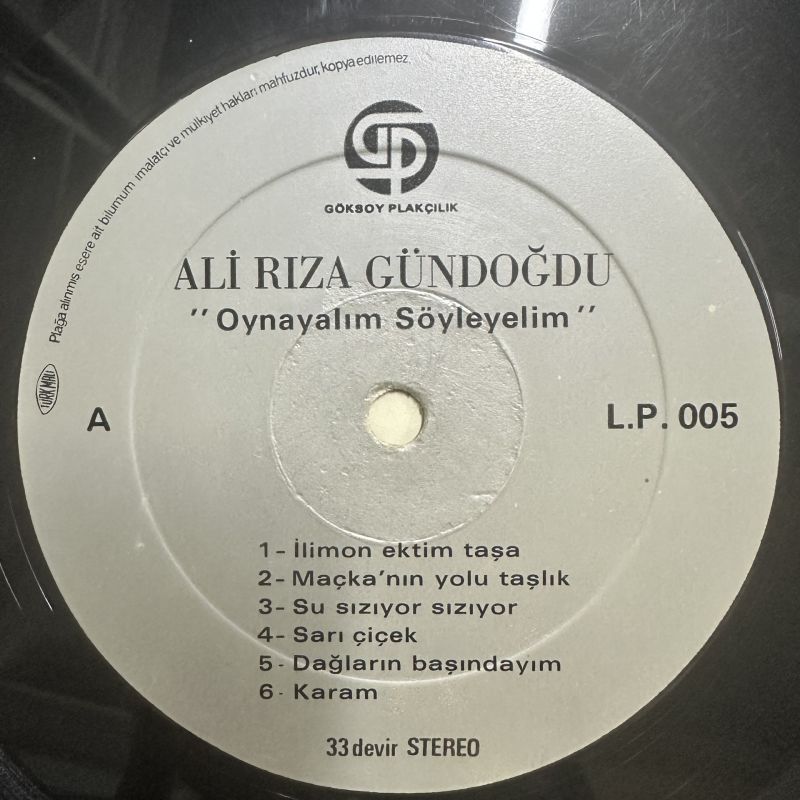 Plağa alınmış esere ait bilumum imalatçı ve mülkiyet hakları mahfuzdur, kopya edilemez
TÜRK MALI
GÖKSOY PLAKÇILIK
ALİ RIZA GÜNDOĞDU
''Oynayalım Söyleyelim''
A
L.P. 005
1- İlimon ektim taşa
2- Maçka'nın yolu taşlık
3- Su sızıyor sızıyor
4- Sarı çiçek
5- Dağların başındayım
6- Karam
33 devir STEREO